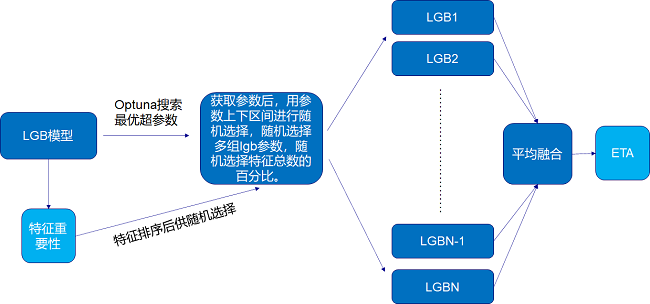 LGB模型
Optuna搜索
最优超参数
特征重
要性
特征排序后供随机选择
获取参数后，用参
数上下区间进行随
机选择，随机选择
多组lgb参数，随
机选择特征总数的
百分比。
LGB1
LGB2
LGBN-1
LGBN
平均融合
ETA